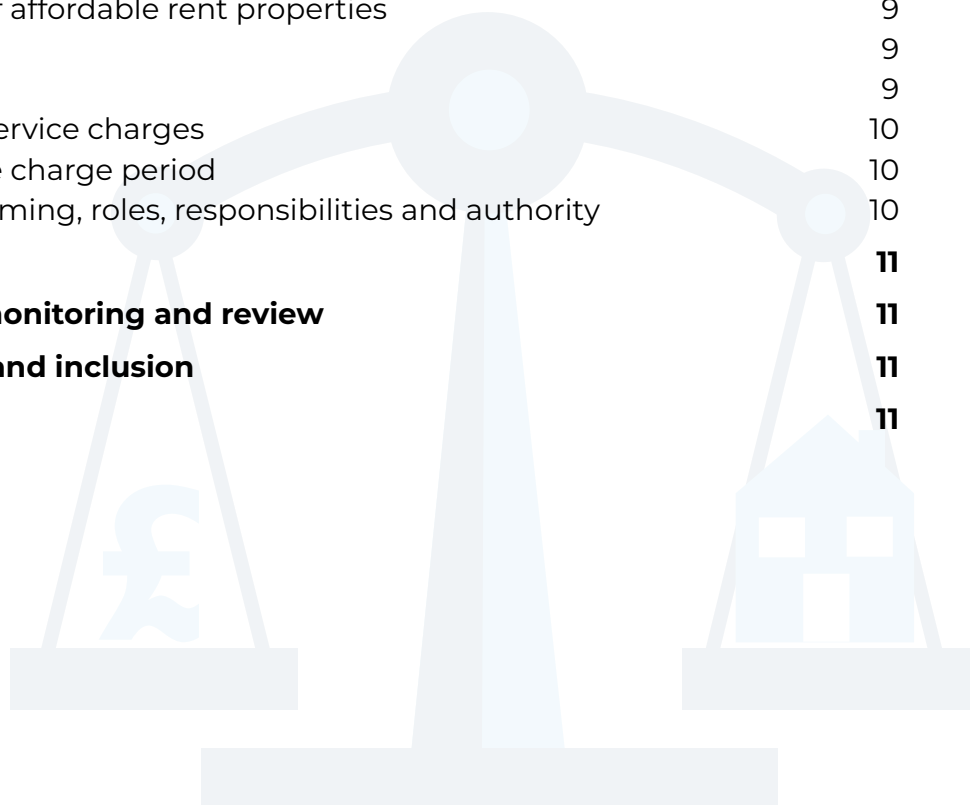 affordable rent properties 9
9
9
ervice charges 10
charge period 10
ming, roles, responsibilities and authority 10
11
onitoring and review 11
and inclusion 11
11
£